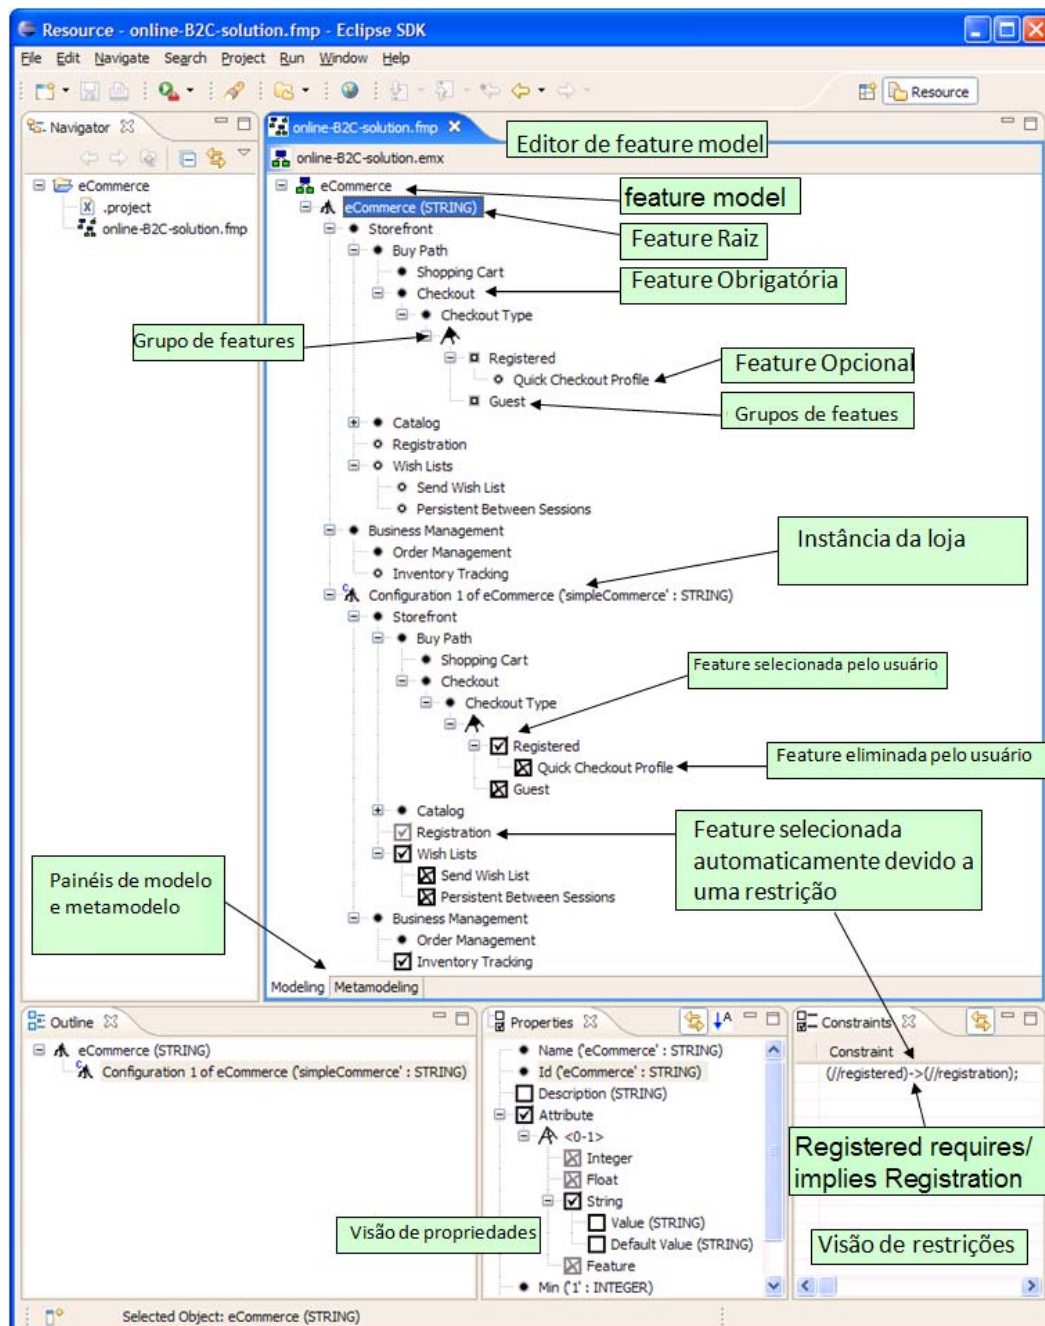 Resource - online-B2C-solution.fmp - Eclipse SDK
File Edit Navigate Search Project Run Window Help
Resource
Navigator
eCommerce
.project
online-B2C-solution.fmp
online-B2C-solution.fmp
Editor de feature model
online-B2C-solution.emx
eCommerce
feature model
eCommerce (STRING)
Feature Raiz
Storefront
Buy Path
Shopping Cart
Checkout
Feature Obrigatória
Checkout Type
Grupo de features
Registered
Feature Opcional
Quick Checkout Profile
Guest
Grupos de featues
Catalog
Registration
Wish Lists
Send Wish List
Persistent Between Sessions
Business Management
Order Management
Inventory Tracking
Instância da loja
Configuration 1 of eCommerce ('simpleCommerce' : STRING)
Storefront
Buy Path
Shopping Cart
Checkout
Feature selecionada pelo usuário
Checkout Type
Registered
Quick Checkout Profile
Feature eliminada pelo usuário
Guest
Catalog
Registration
Feature selecionada
automaticamente devido a
uma restrição
Wish Lists
Send Wish List
Persistent Between Sessions
Painéis de modelo
e metamodelo
Business Management
Order Management
Inventory Tracking
Modeling Metamodeling
Outline
eCommerce (STRING)
Configuration 1 of eCommerce ('simpleCommerce' : STRING)
Properties
Name ('eCommerce' : STRING)
Id ('eCommerce' : STRING)
Description (STRING)
Attribute
<0-1>
Integer
Float
String
Value (STRING)
Default Value (STRING)
Feature
Min ('1' : INTEGER)
Visão de propriedades
Constraints
Constraint
(//registered)->(//registration);
Registered requires/
implies Registration
Visão de restrições
Selected Object: eCommerce (STRING)